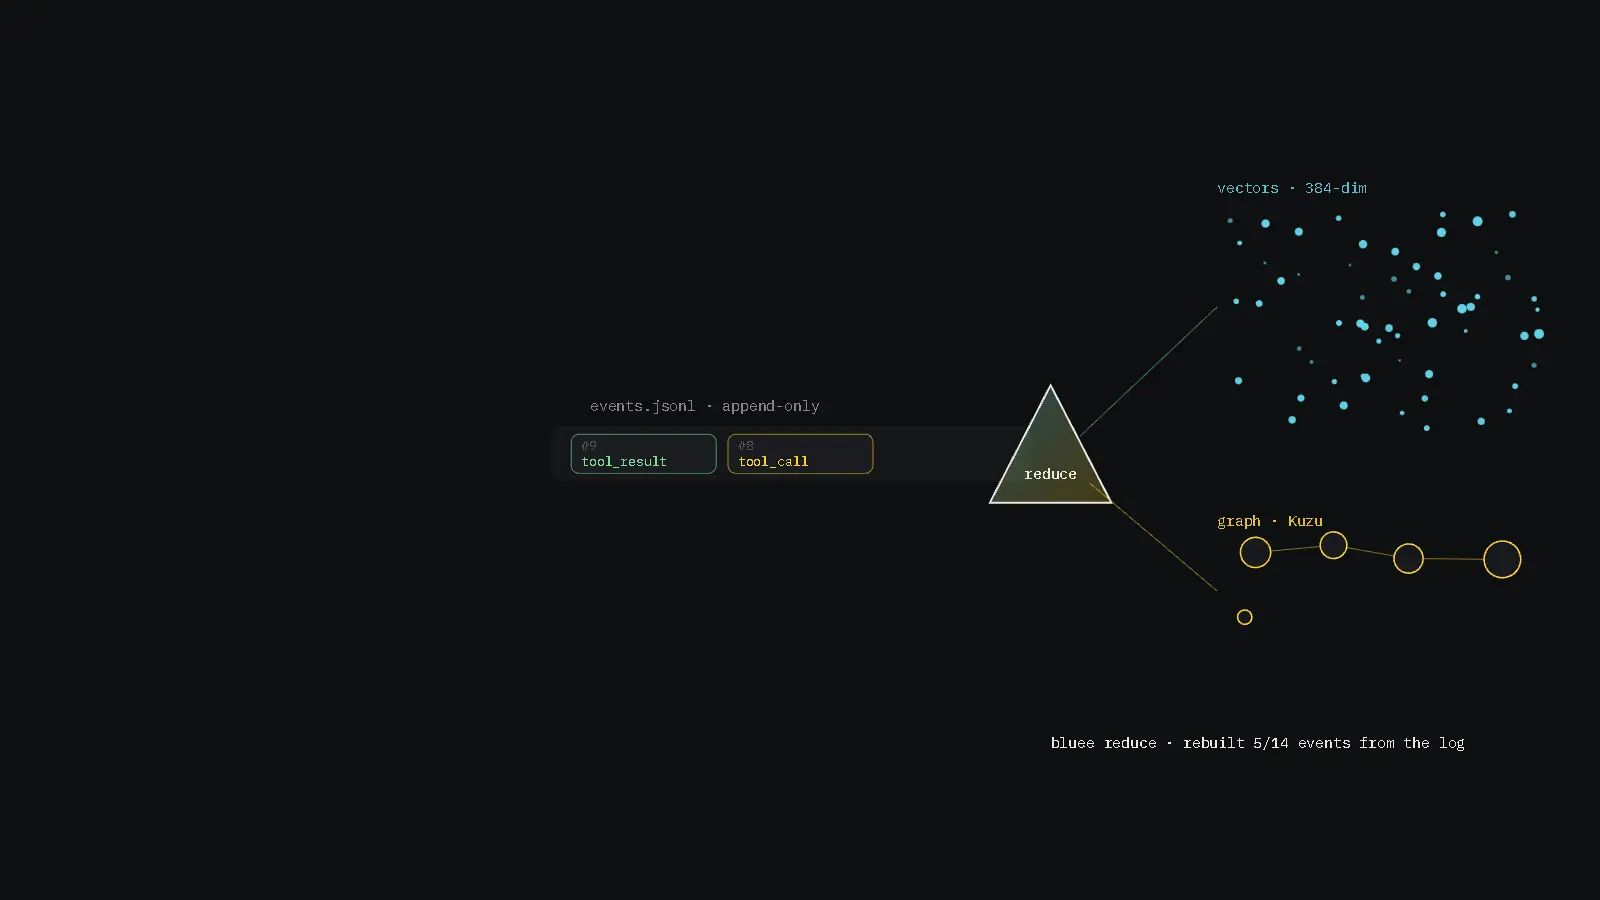 vectors · 384-dim
events.jsonl · append-only
#9
tool_result
#8
tool_call
reduce
graph · Kuzu
bluee reduce · rebuilt 5/14 events from the log